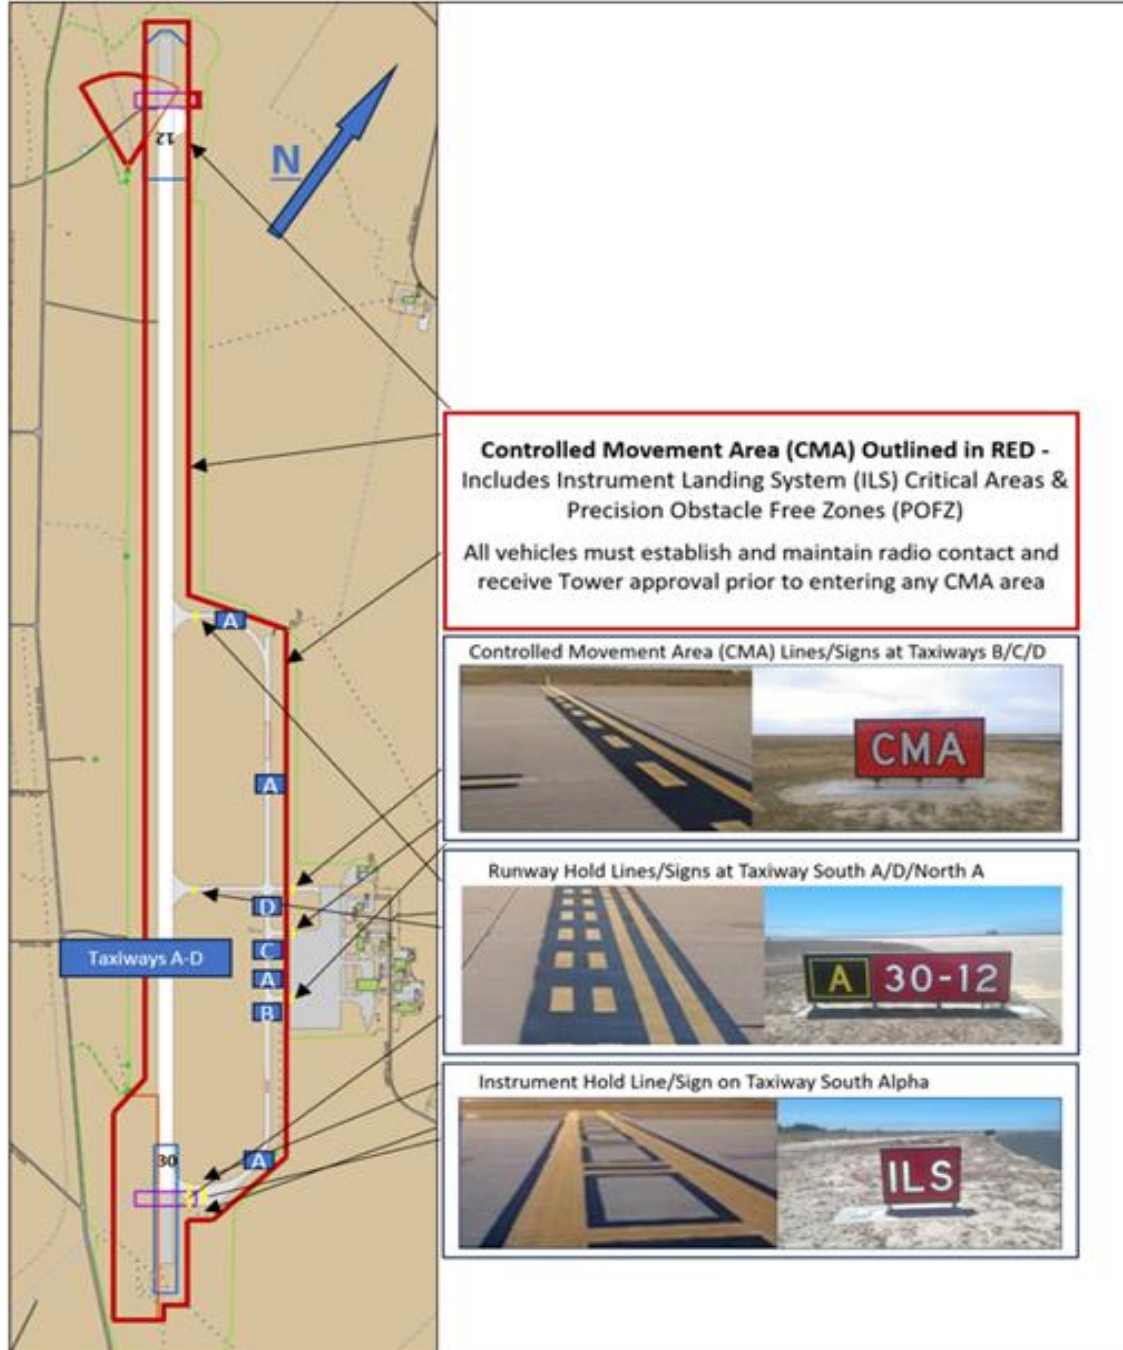 12
N
Controlled Movement Area (CMA) Outlined in RED -
Includes Instrument Landing System (ILS) Critical Areas &
Precision Obstacle Free Zones (POFZ)
All vehicles must establish and maintain radio contact and
receive Tower approval prior to entering any CMA area
A
Controlled Movement Area (CMA) Lines/Signs at Taxiways B/C/D
CMA
A
Runway Hold Lines/Signs at Taxiway South A/D/North A
D
C
Taxiways A-D
A
B
A 30-12
Instrument Hold Line/Sign on Taxiway South Alpha
A
30
ILS